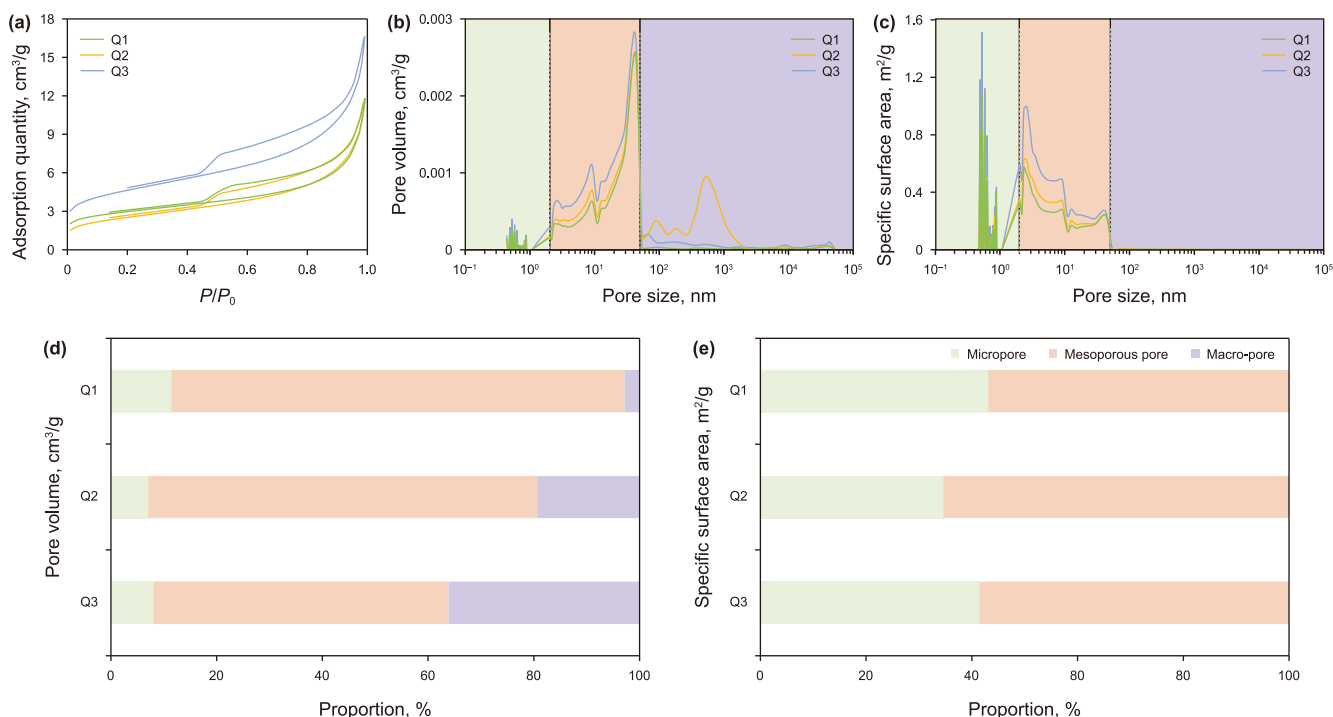 (a)
Adsorption quantity, cm³/g
18
15
12
9
6
3
0
Q1
Q2
Q3
0
0.2
0.4
0.6
0.8
1.0
P/P₀
(b)
Pore volume, cm³/g
0.003
0.002
0.001
0
Q1
Q2
Q3
10⁻¹
10⁰
10¹
10²
10³
10⁴
10⁵
Pore size, nm
(c)
Specific surface area, m²/g
1.6
1.2
0.8
0.4
0
Q1
Q2
Q3
10⁻¹
10⁰
10¹
10²
10³
10⁴
10⁵
Pore size, nm
(d)
Pore volume, cm³/g
Q1
Q2
Q3
0
20
40
60
80
100
Proportion, %
(e)
Micropore
Mesoporous pore
Macro-pore
Specific surface area, m²/g
Q1
Q2
Q3
0
20
40
60
80
100
Proportion, %